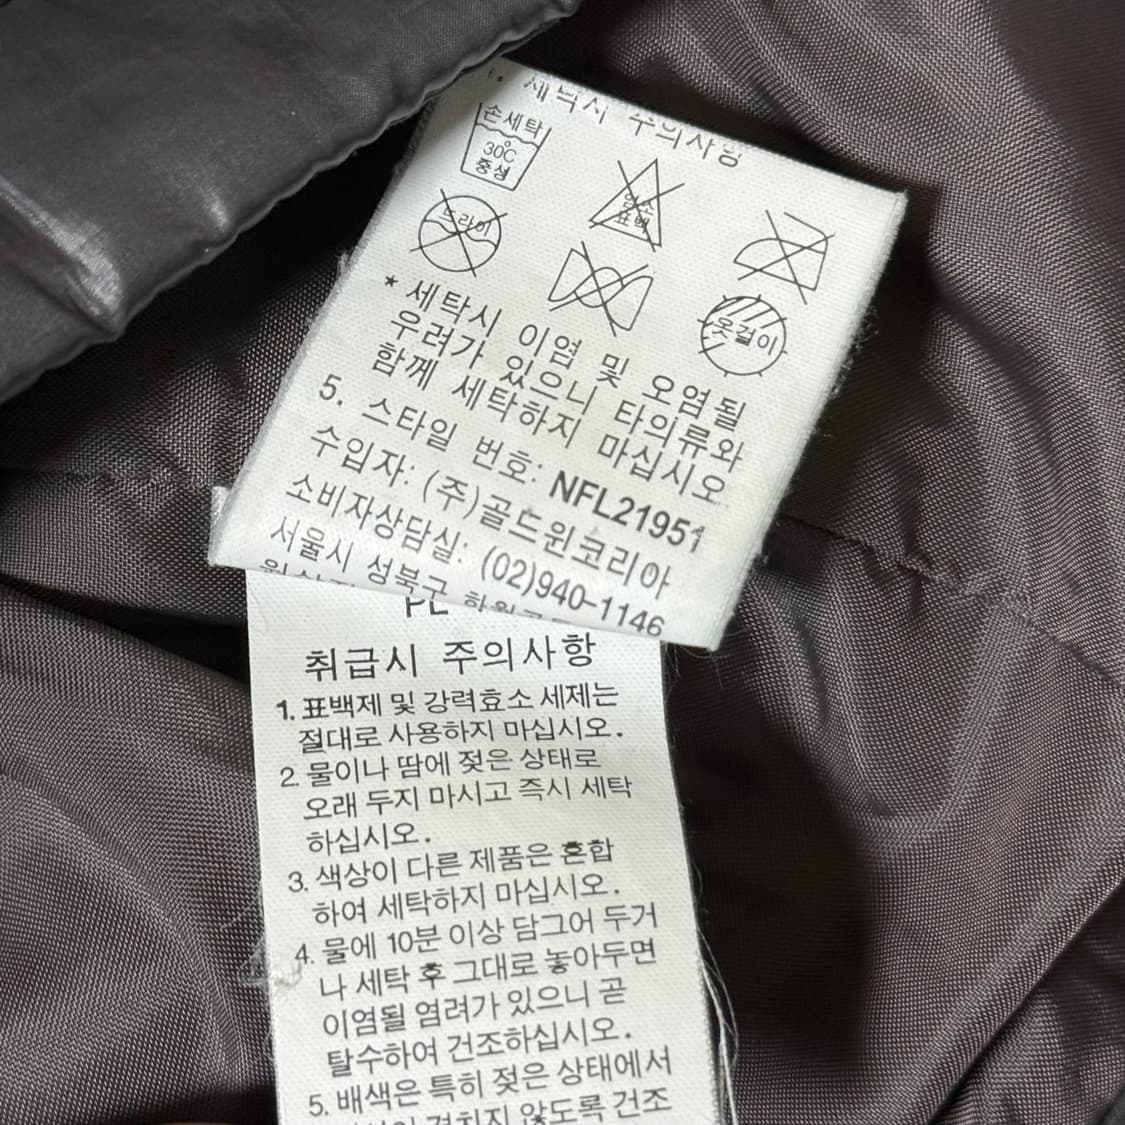 세탁시 주의사항
손세탁
30℃
중성
염소
표백
드라이
옷걸이
* 세탁시 이염 및 오염될
우려가 있으니 타의류와
함께 세탁하지 마십시오
5. 스타일 번호: NFL21951
수입자: (주)골드윈코리아
소비자상담실: (02)940-1146
서울시 성북구
PL
취급시 주의사항
1. 표백제 및 강력효소 세제는
절대로 사용하지 마십시오.
2. 물이나 땀에 젖은 상태로
오래 두지 마시고 즉시 세탁
하십시오.
3. 색상이 다른 제품은 혼합
하여 세탁하지 마십시오.
4. 물에 10분 이상 담그어 두거
나 세탁 후 그대로 놓아두면
이염될 염려가 있으니 곧
탈수하여 건조하십시오.
5. 배색은 특히 젖은 상태에서
겹치지 않도록 건조